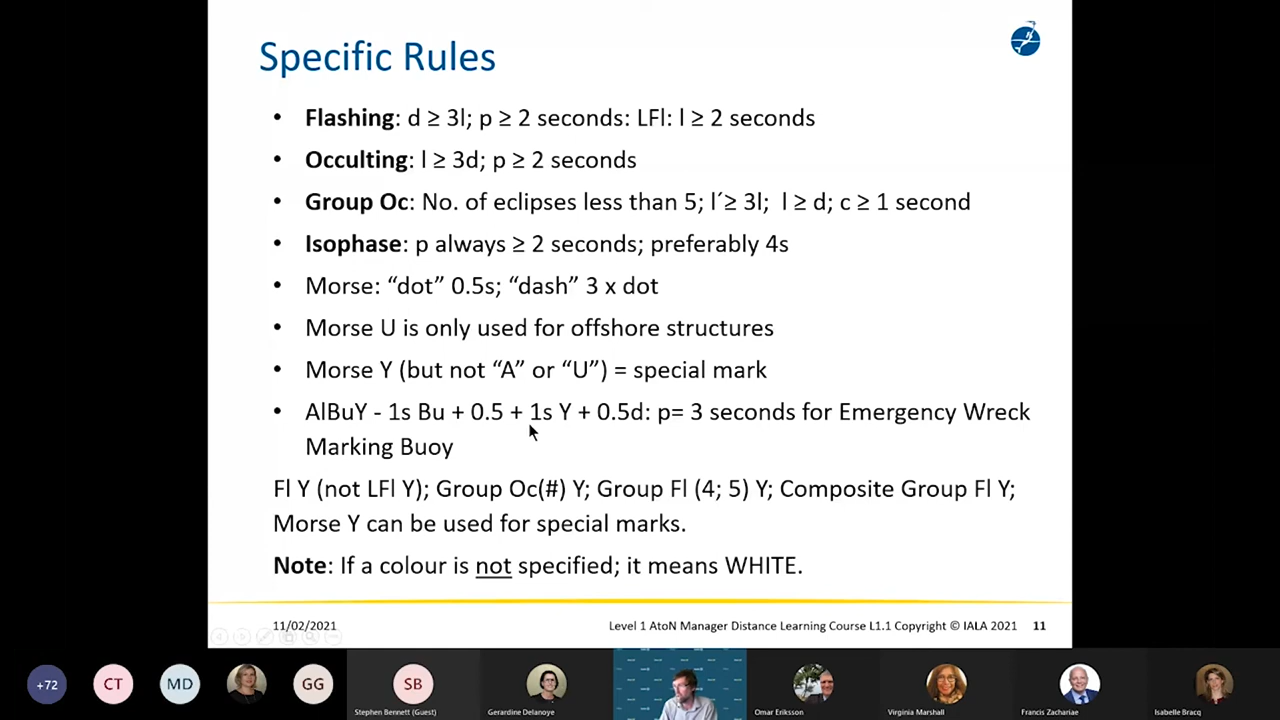 Specific Rules
• Flashing: d ≥ 3l; p ≥ 2 seconds: LFl: l ≥ 2 seconds
• Occulting: l ≥ 3d; p ≥ 2 seconds
• Group Oc: No. of eclipses less than 5; l´≥ 3l; l ≥ d; c ≥ 1 second
• Isophase: p always ≥ 2 seconds; preferably 4s
• Morse: “dot” 0.5s; “dash” 3 x dot
• Morse U is only used for offshore structures
• Morse Y (but not “A” or “U”) = special mark
• AlBuY - 1s Bu + 0.5 + 1s Y + 0.5d: p= 3 seconds for Emergency Wreck
Marking Buoy
Fl Y (not LFl Y); Group Oc(#) Y; Group Fl (4; 5) Y; Composite Group Fl Y;
Morse Y can be used for special marks.
Note: If a colour is not specified; it means WHITE.
11/02/2021
Level 1 AtoN Manager Distance Learning Course L1.1 Copyright © IALA 2021 11
+72
CT
MD
GG
SB
Stephen Bennett (Guest)
Gerardine Delanoye
Omar Eriksson
Virginia Marshall
Francis Zachariae
Isabelle Bracq